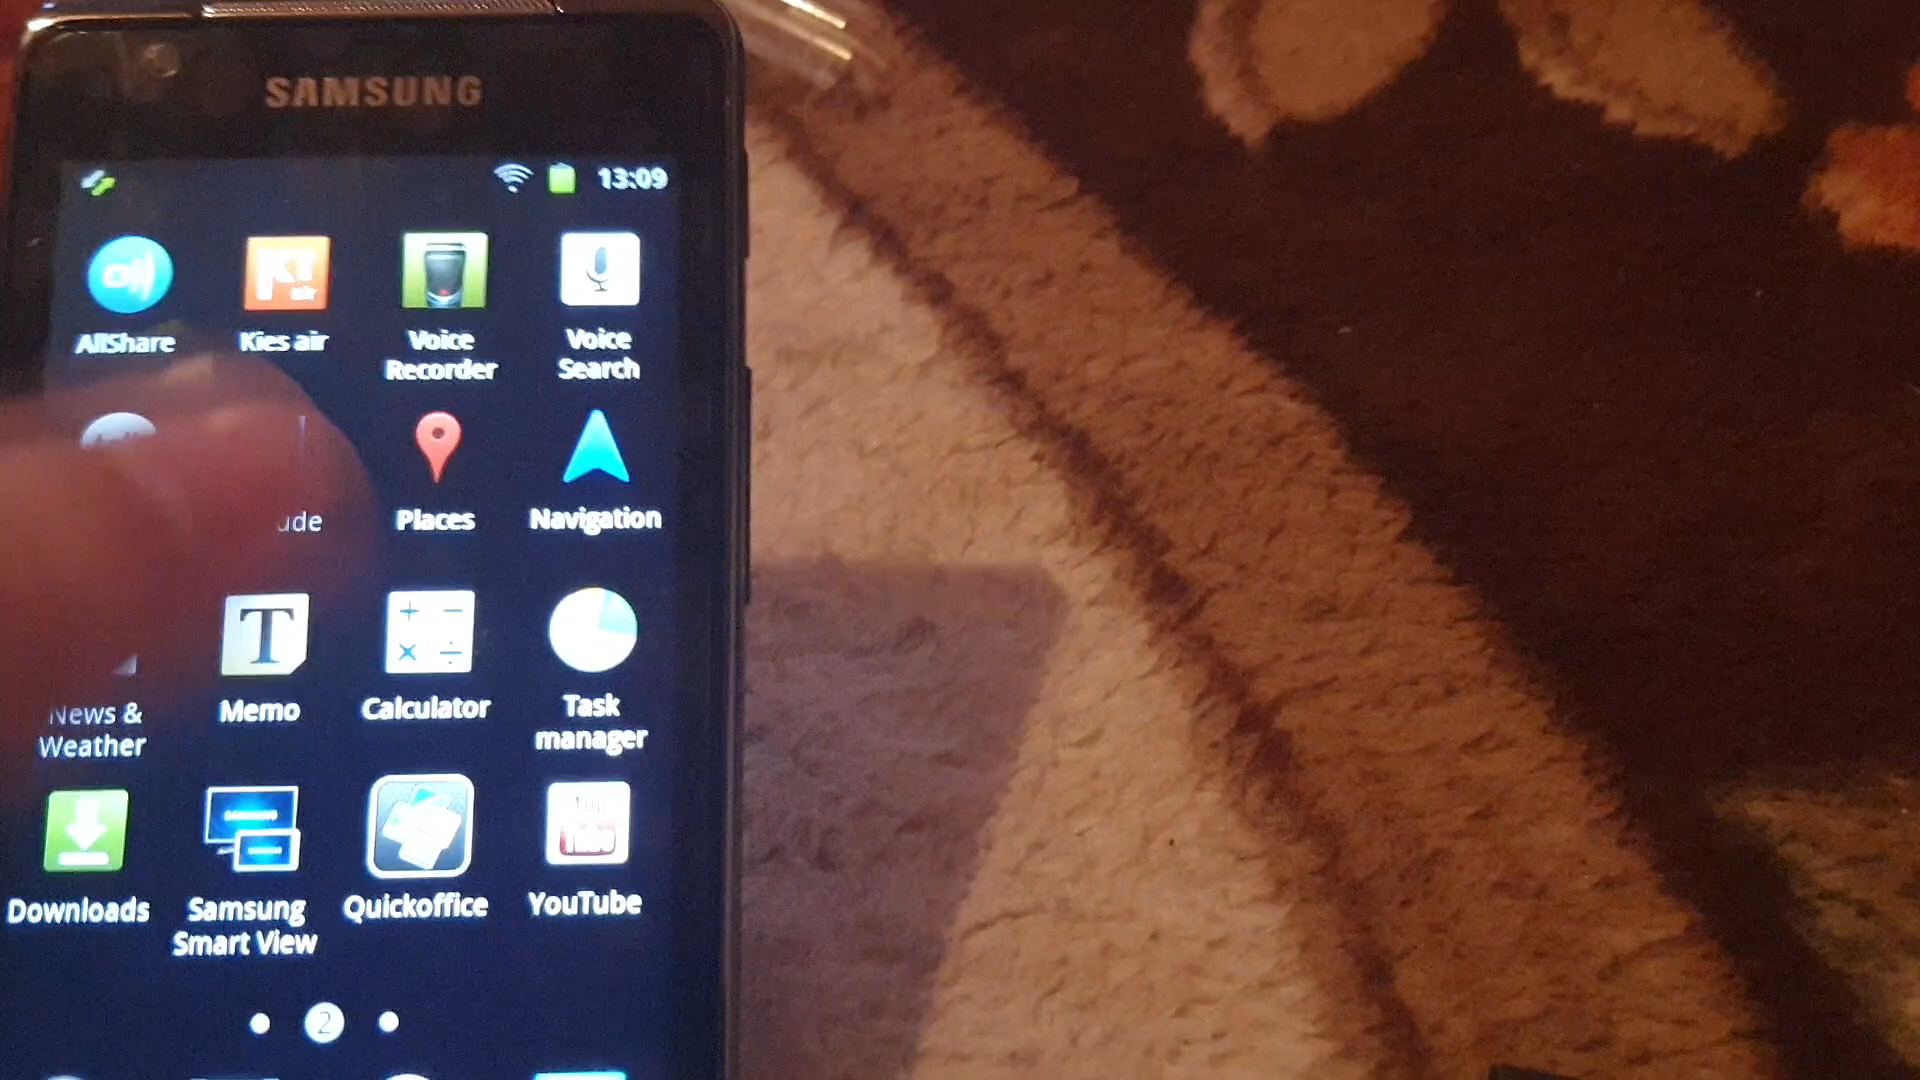 SAMSUNG
13:09
AllShare
Kies air
Voice
Recorder
Voice
Search
ude
Places
Navigation
News &
Weather
Memo
Calculator
Task
manager
Downloads
Samsung
Smart View
Quickoffice
YouTube
2